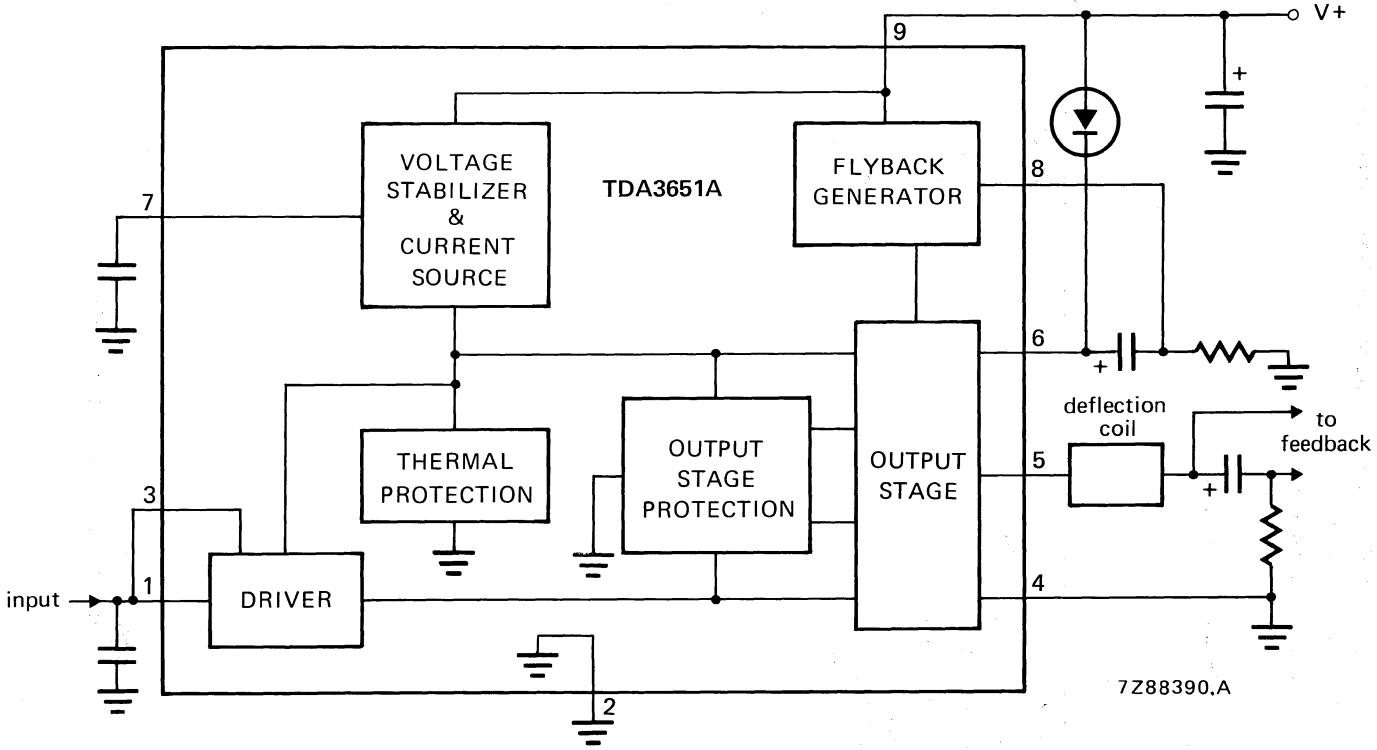 V+
9
VOLTAGE
STABILIZER
&
CURRENT
SOURCE
TDA3651A
FLYBACK
GENERATOR
8
7
+
6
+
deflection
coil
to
feedback
THERMAL
PROTECTION
OUTPUT
STAGE
PROTECTION
OUTPUT
STAGE
5
+
3
input
1
DRIVER
4
2
7Z88390.A